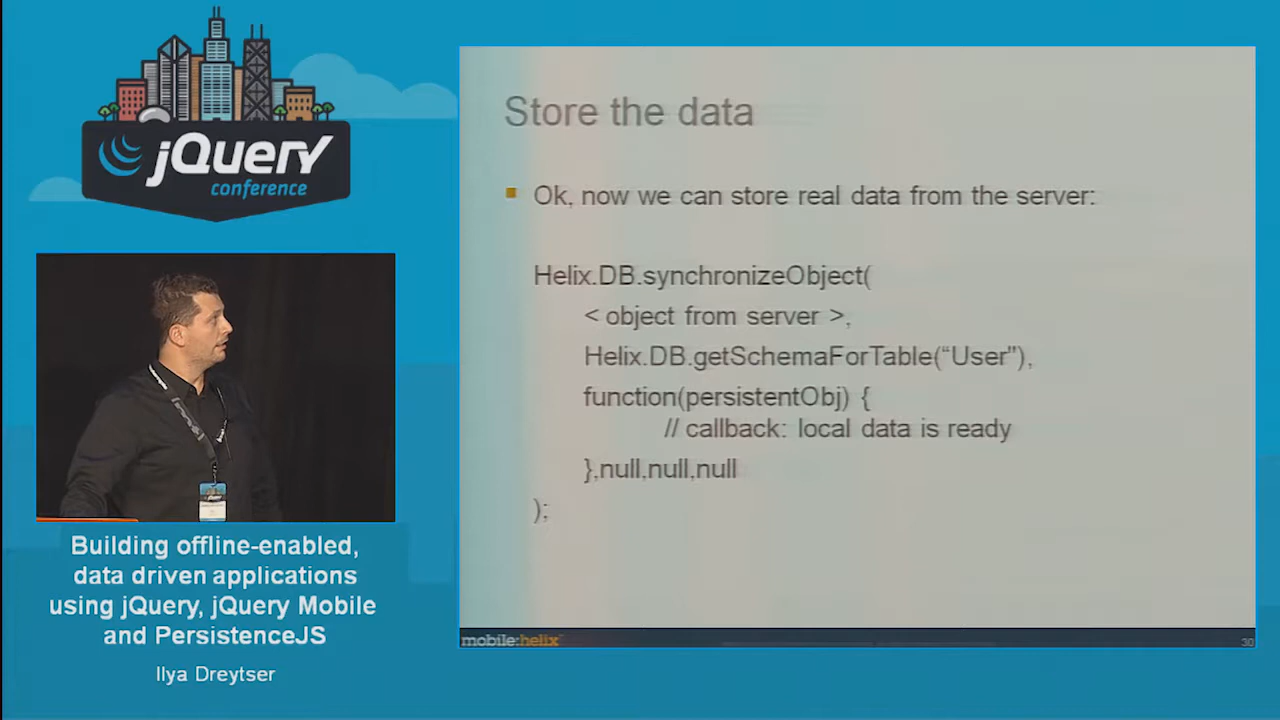 jQuery
conference
Building offline-enabled,
data driven applications
using jQuery, jQuery Mobile
and PersistenceJS
Ilya Dreytser
Store the data
Ok, now we can store real data from the server:
Helix.DB.synchronizeObject(
< object from server >,
Helix.DB.getSchemaForTable(“User”),
function(persistentObj) {
// callback: local data is ready
},null,null,null
);
mobile:helix
30